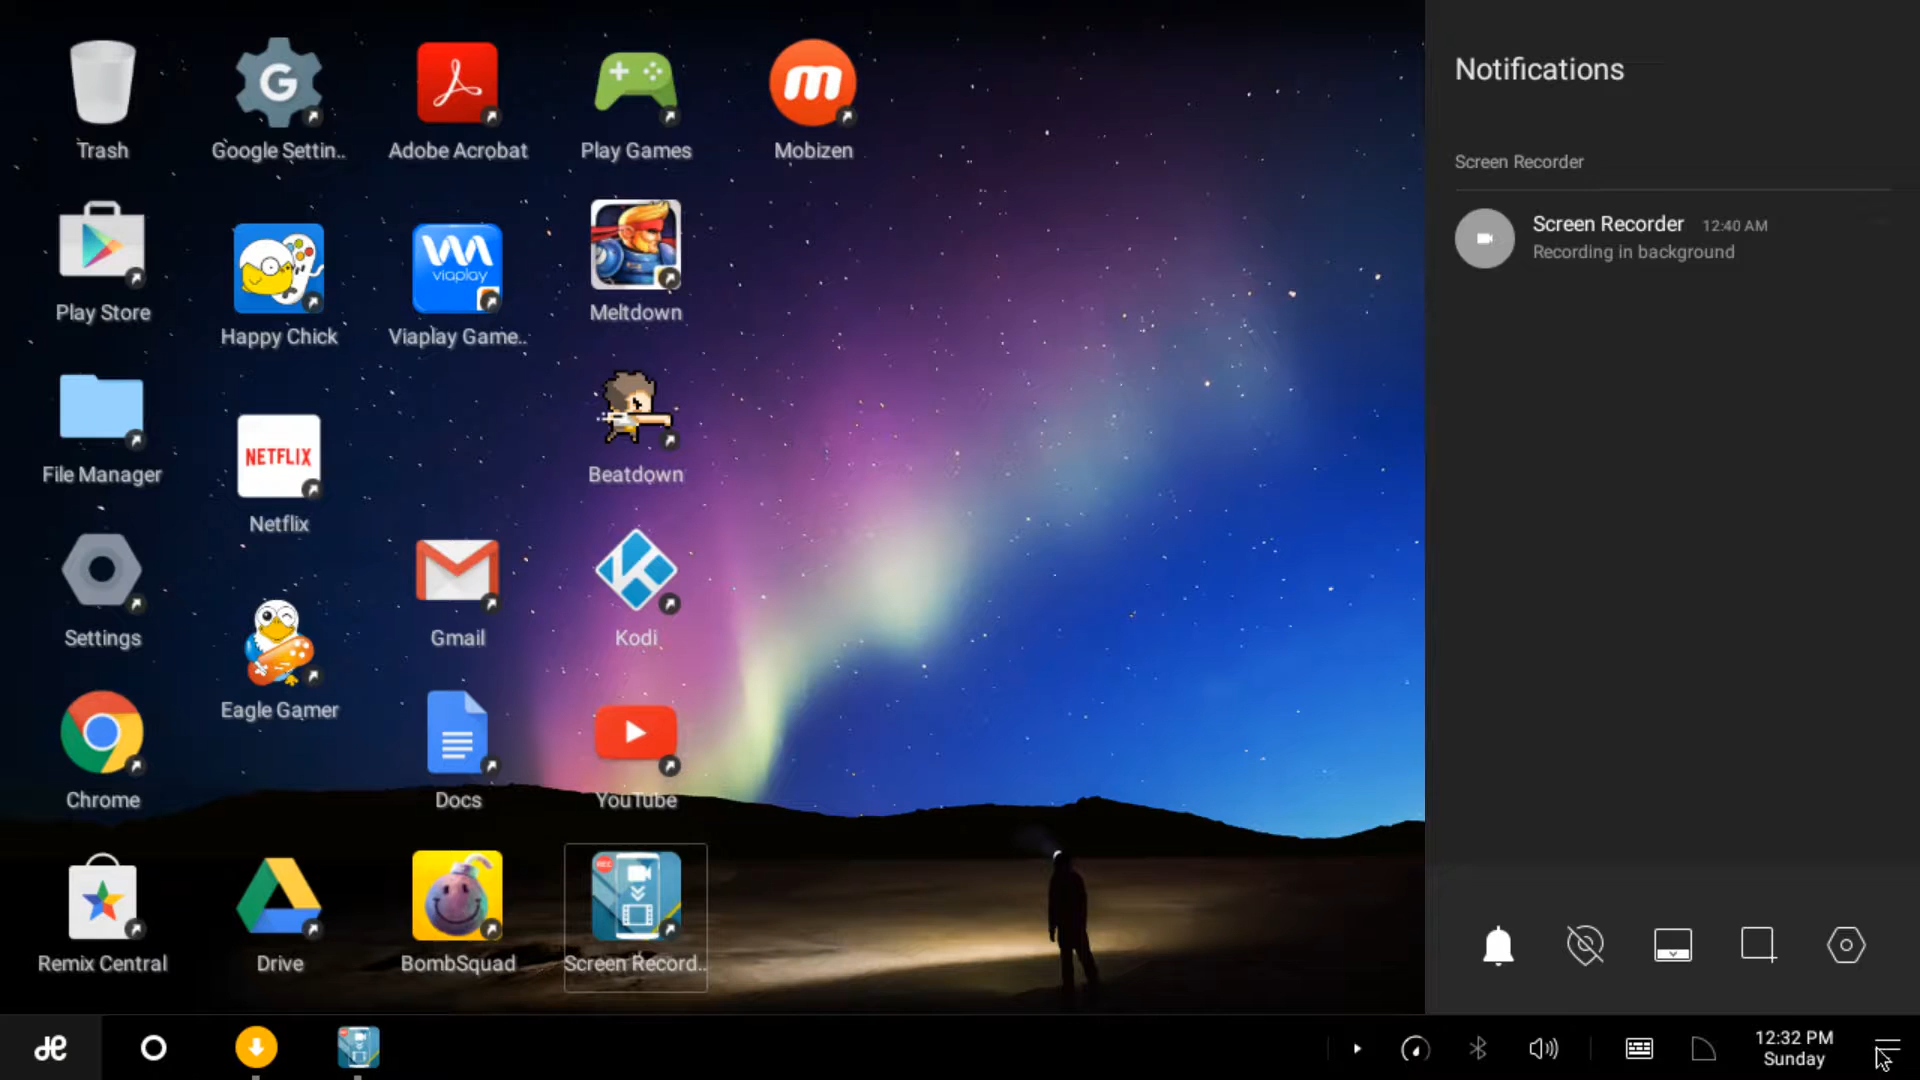 Trash
Google Settin..
Adobe Acrobat
Play Games
Mobizen
Play Store
Happy Chick
viaplay
Viaplay Game..
Meltdown
File Manager
NETFLIX
Netflix
Beatdown
Settings
Eagle Gamer
Gmail
Kodi
Chrome
Docs
YouTube
Remix Central
Drive
BombSquad
REC
Screen Record..
Notifications
Screen Recorder
Screen Recorder 12:40 AM
Recording in background
12:32 PM
Sunday